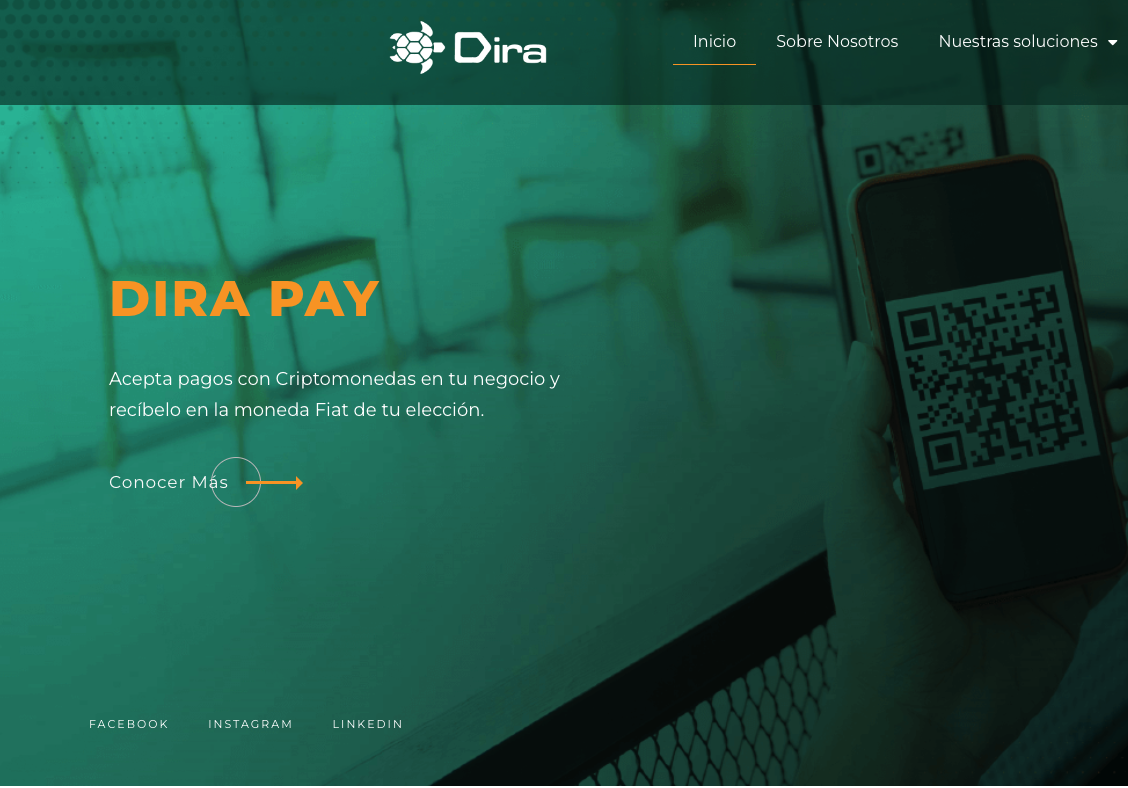 Dira
Inicio
Sobre Nosotros
Nuestras soluciones
DIRA PAY
Acepta pagos con Criptomonedas en tu negocio y
recíbelo en la moneda Fiat de tu elección.
Conocer Más
FACEBOOK
INSTAGRAM
LINKEDIN